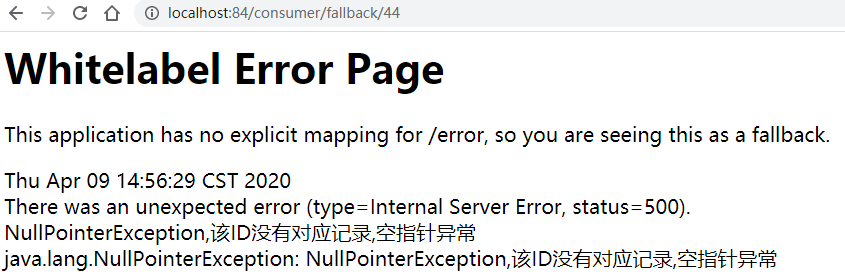 localhost:84/consumer/fallback/44
Whitelabel Error Page
This application has no explicit mapping for /error, so you are seeing this as a fallback.
Thu Apr 09 14:56:29 CST 2020
There was an unexpected error (type=Internal Server Error, status=500).
NullPointerException,该ID没有对应记录,空指针异常
java.lang.NullPointerException: NullPointerException,该ID没有对应记录,空指针异常